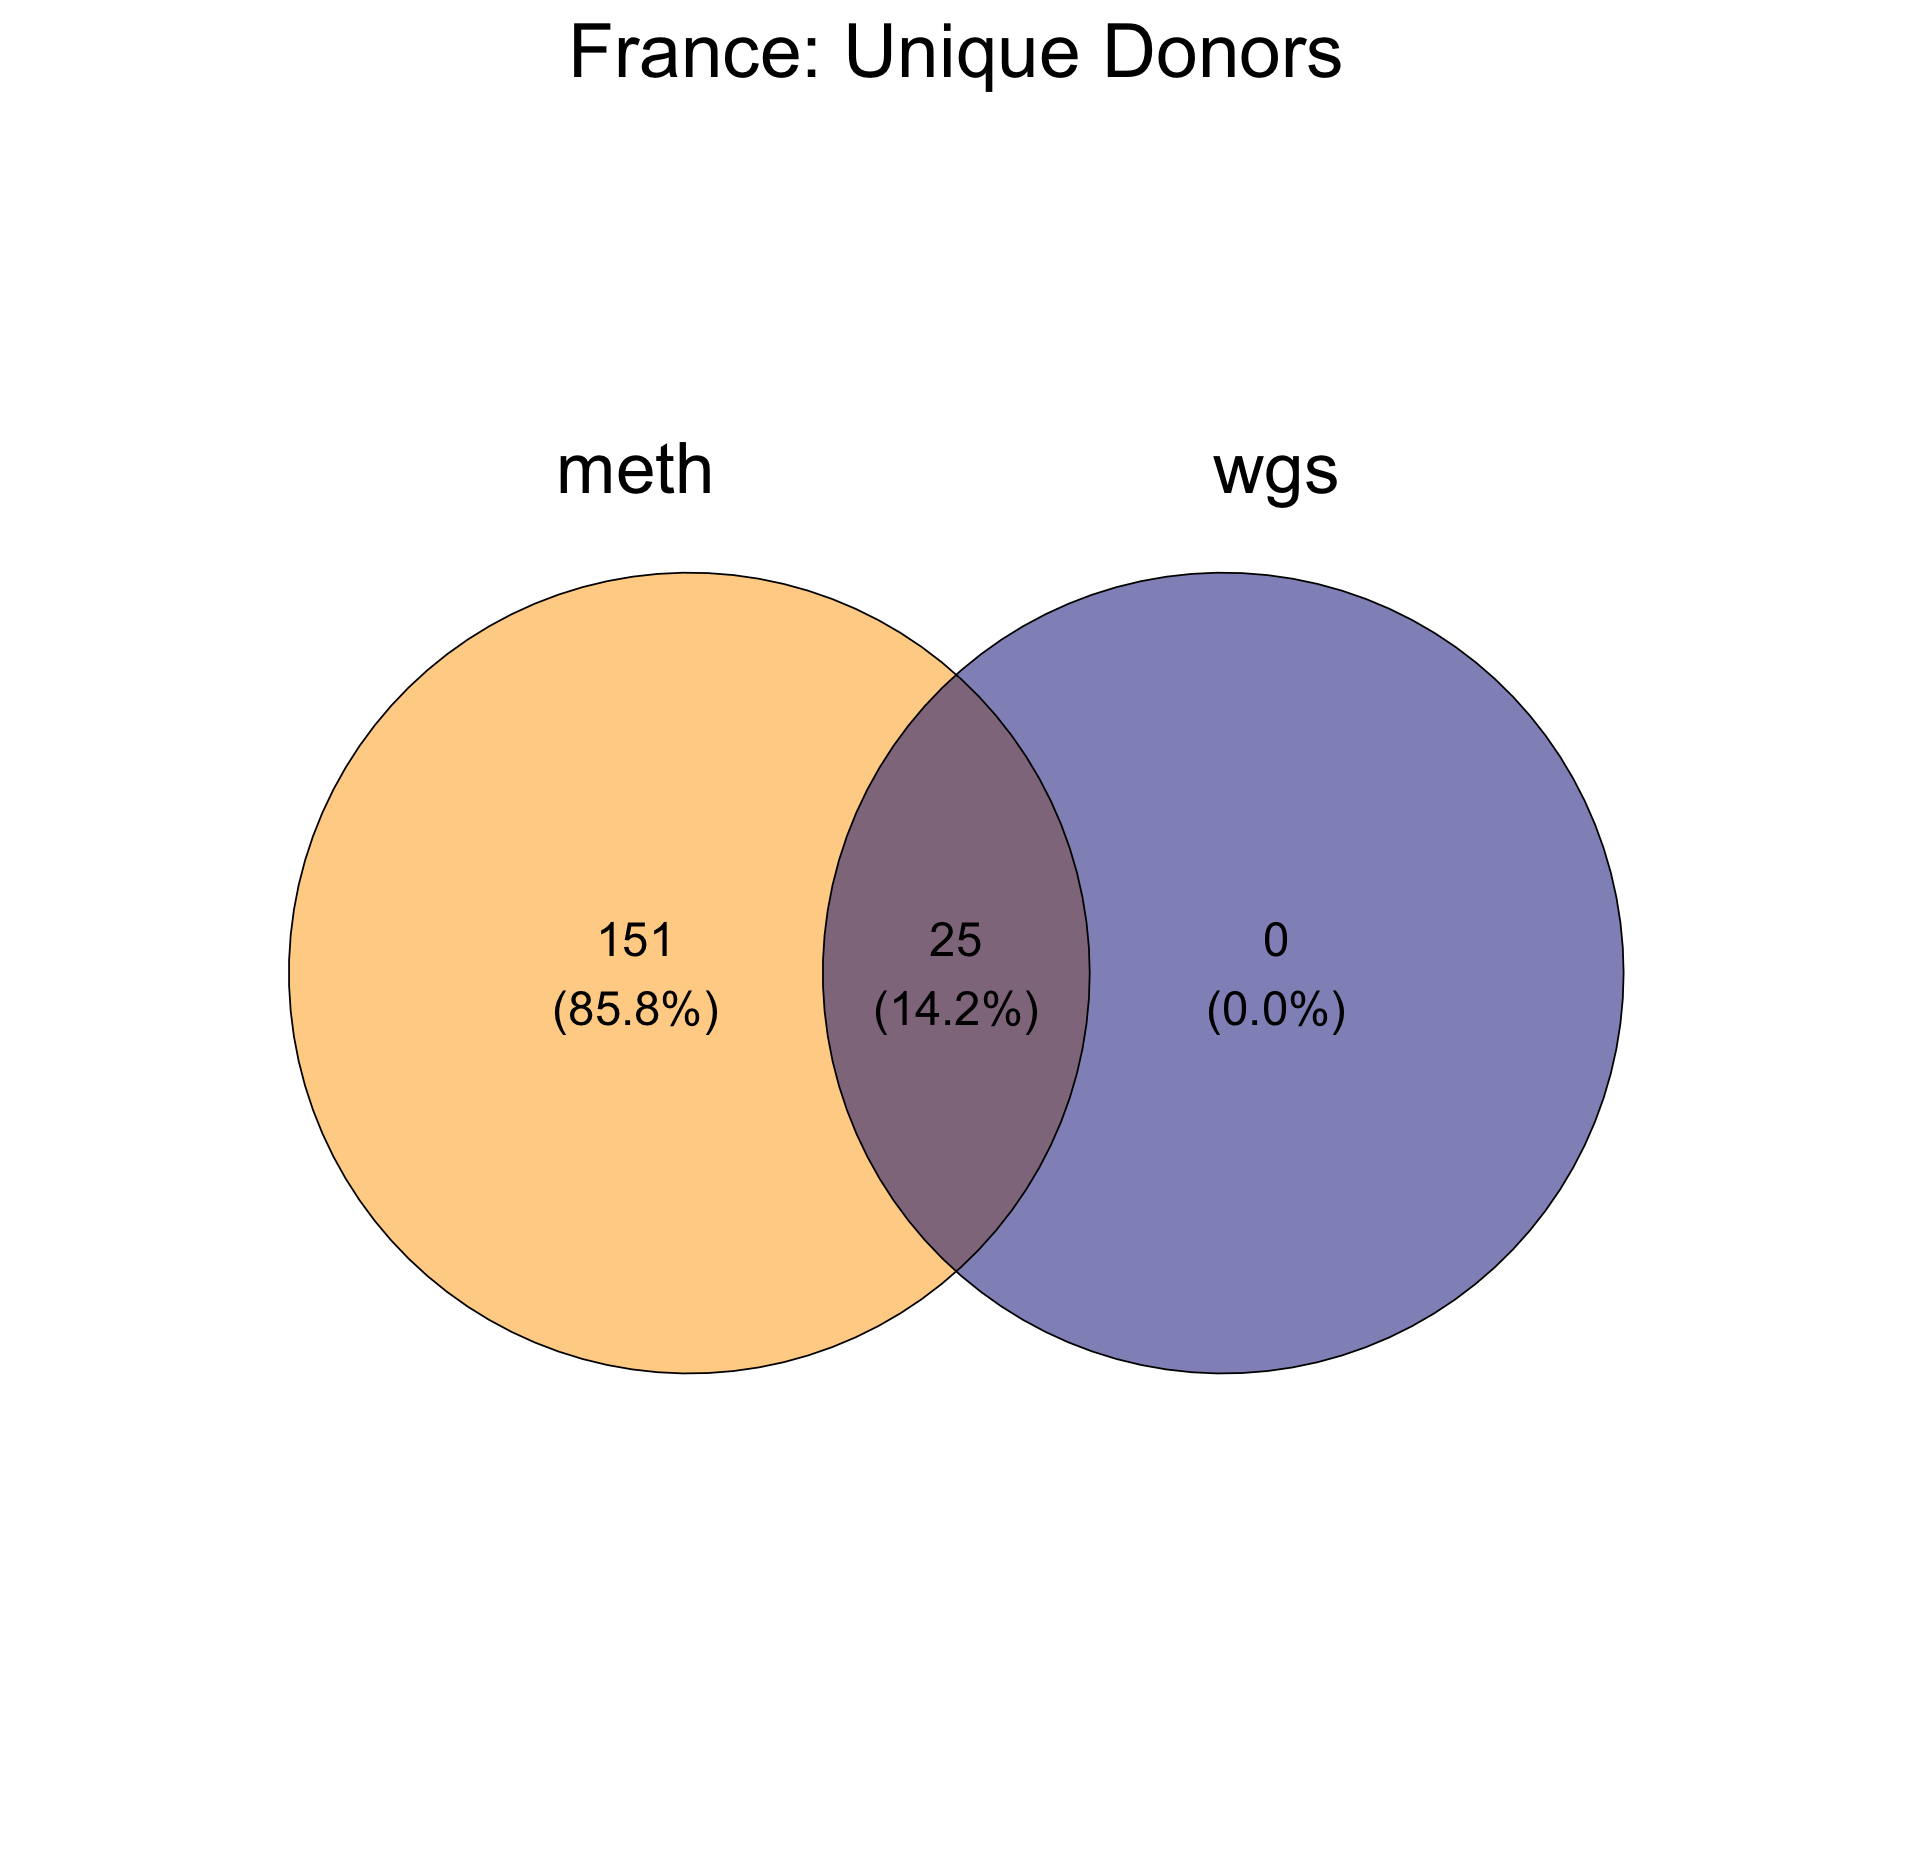 France: Unique Donors
meth
wgs
151
(85.8%)
25
(14.2%)
0
(0.0%)